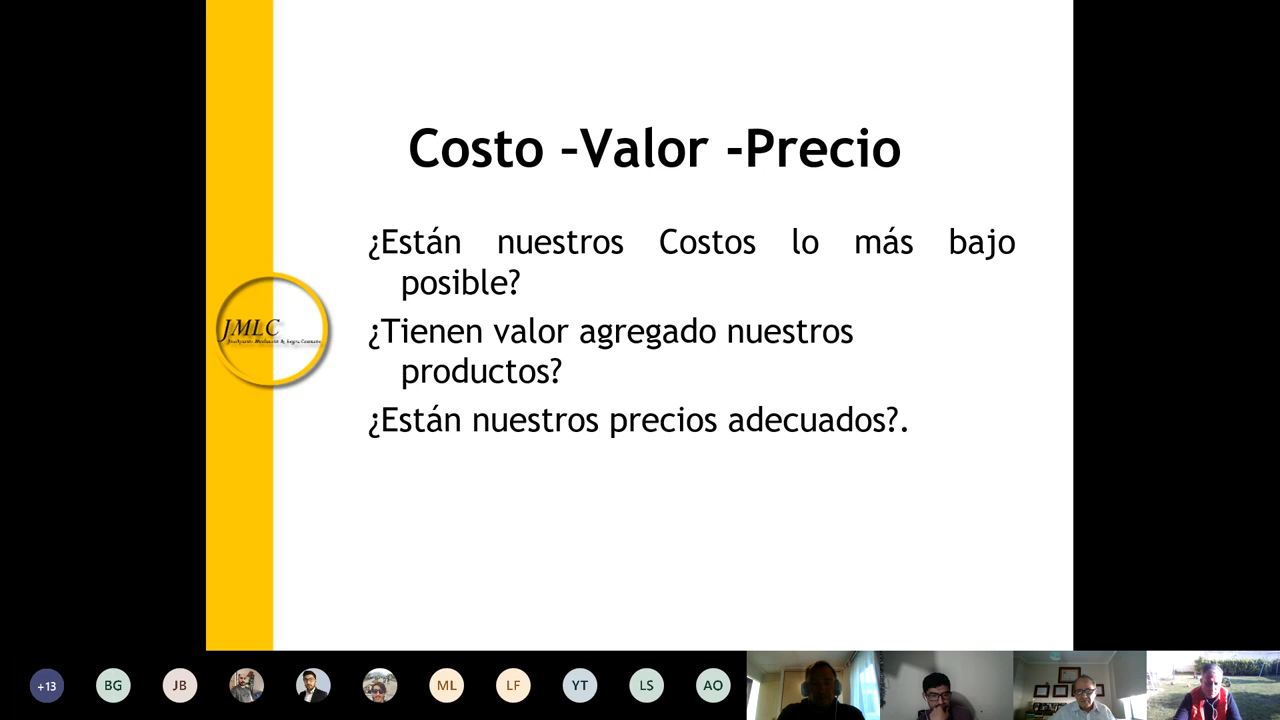 Costo –Valor -Precio
¿Están nuestros Costos lo más bajo
posible?
¿Tienen valor agregado nuestros
productos?
¿Están nuestros precios adecuados?.
JMLC
+13
BG
JB
ML
LF
YT
LS
AO